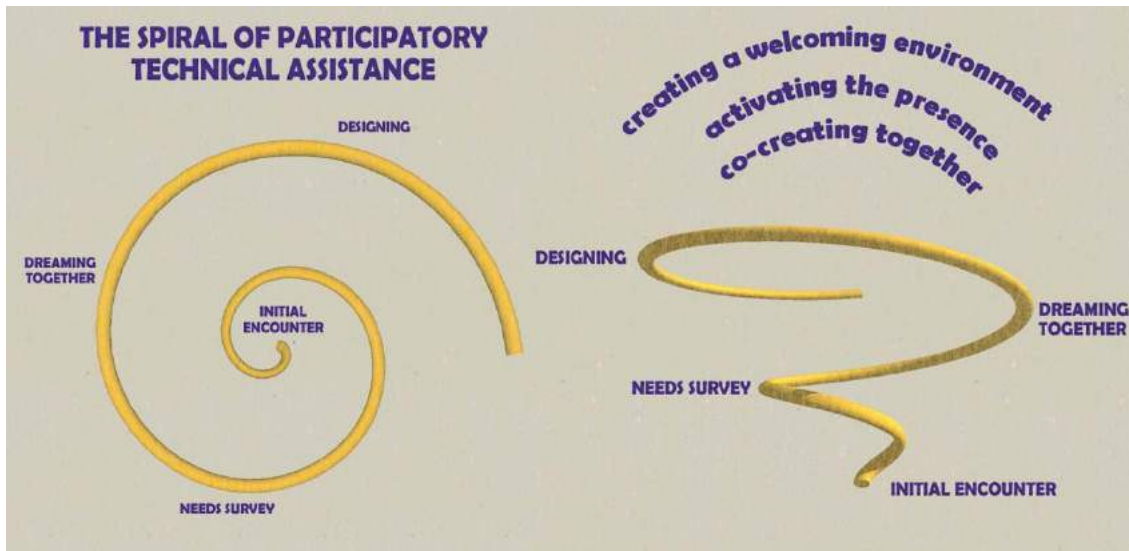 THE SPIRAL OF PARTICIPATORY
TECHNICAL ASSISTANCE
DESIGNING
DREAMING
TOGETHER
INITIAL
ENCOUNTER
NEEDS SURVEY
creating a welcoming environment
activating the presence
co-creating together
DESIGNING
DREAMING
TOGETHER
NEEDS SURVEY
INITIAL ENCOUNTER